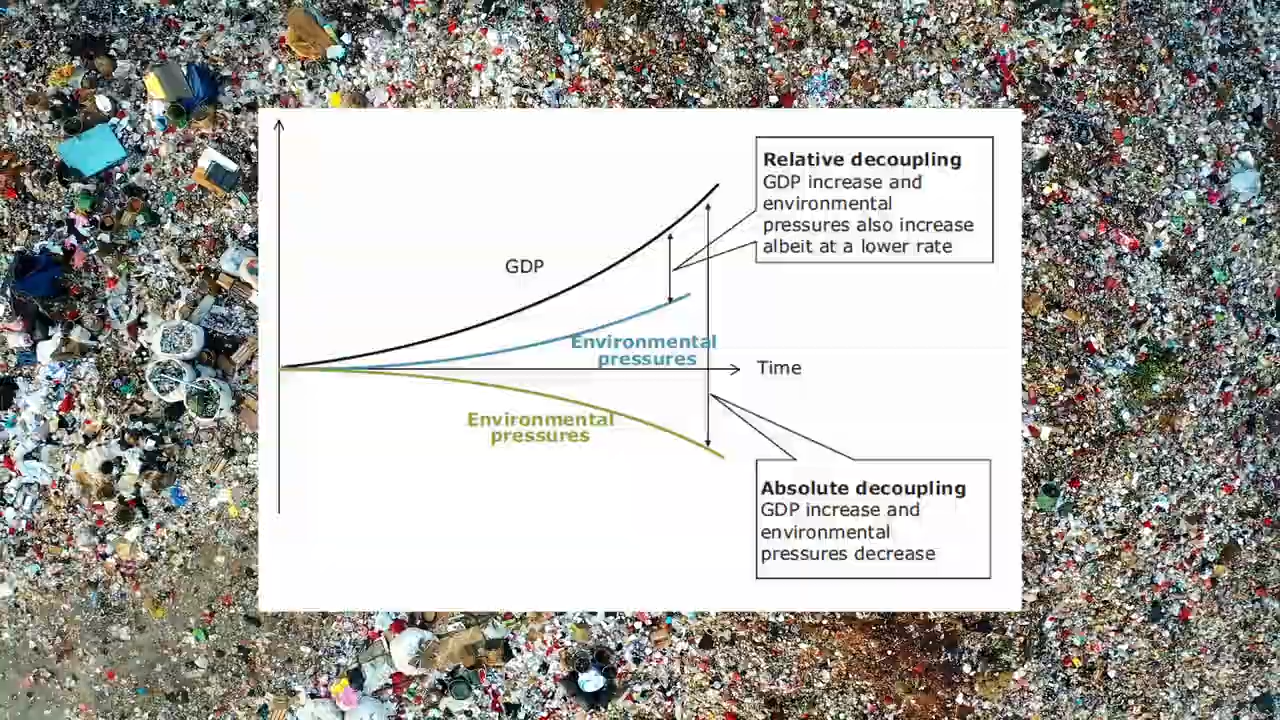 Relative decoupling
GDP increase and
environmental
pressures also increase
albeit at a lower rate
GDP
Environmental
pressures
Time
Environmental
pressures
Absolute decoupling
GDP increase and
environmental
pressures decrease